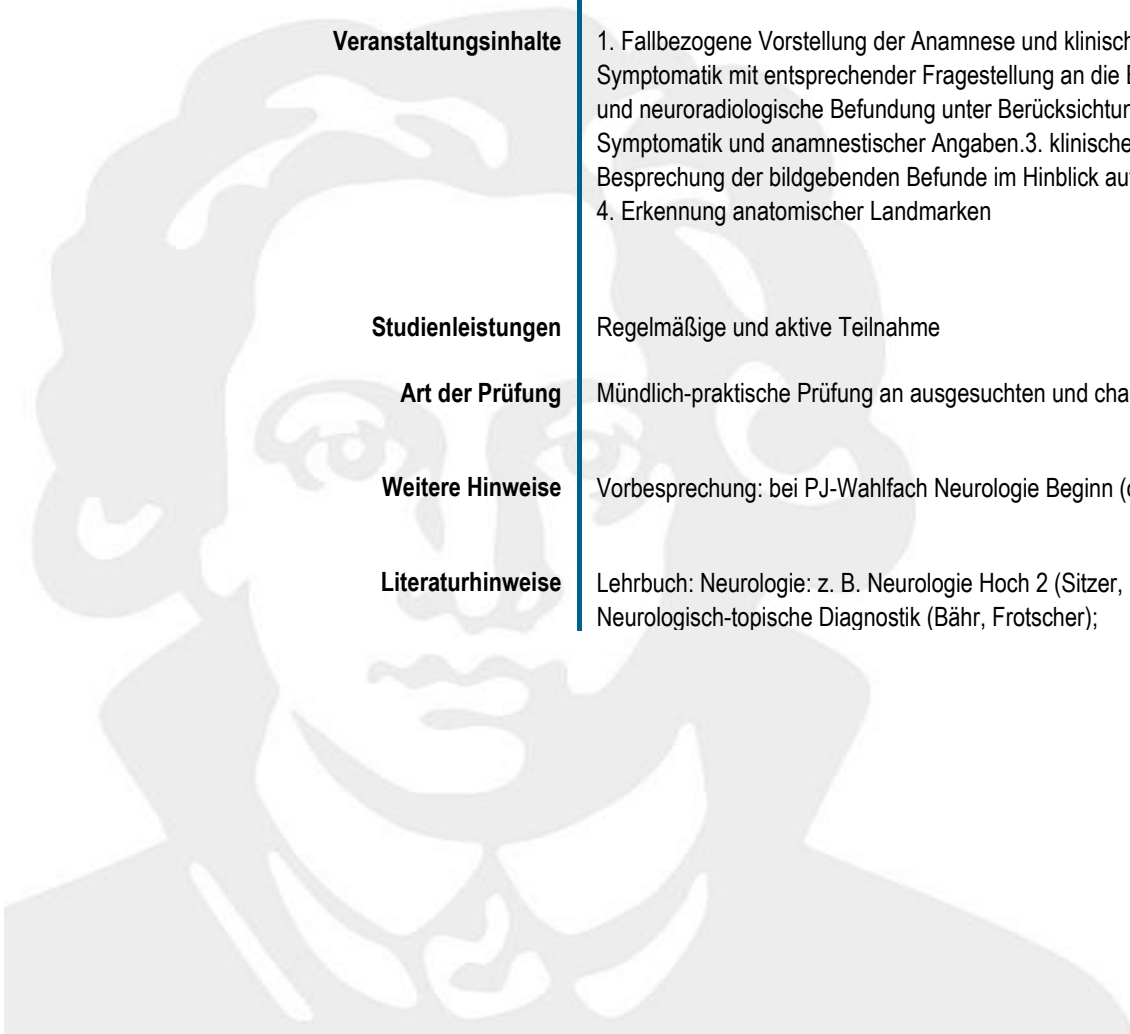 Veranstaltungsinhalte
1. Fallbezogene Vorstellung der Anamnese und klinisch
Symptomatik mit entsprechender Fragestellung an die
und neuroradiologische Befundung unter Berücksichtun
Symptomatik und anamnestischer Angaben.3. klinische
Besprechung der bildgebenden Befunde im Hinblick auf
4. Erkennung anatomischer Landmarken
Studienleistungen
Regelmäßige und aktive Teilnahme
Art der Prüfung
Mündlich-praktische Prüfung an ausgesuchten und cha
Weitere Hinweise
Vorbesprechung: bei PJ-Wahlfach Neurologie Beginn (
Literaturhinweise
Lehrbuch: Neurologie: z. B. Neurologie Hoch 2 (Sitzer,
Neurologisch-topische Diagnostik (Bähr, Frotscher);